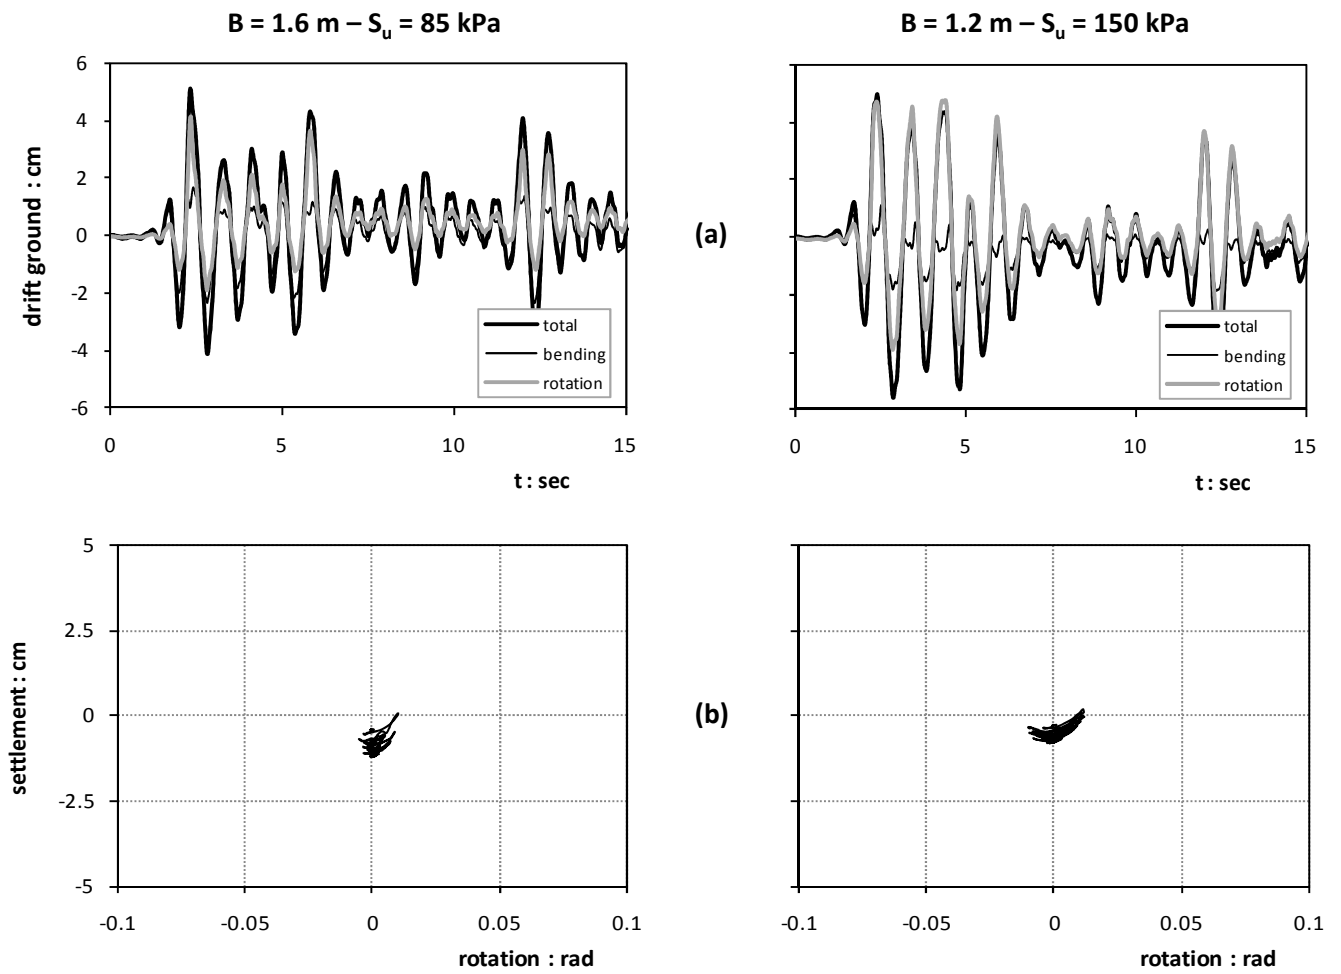 B = 1.6 m – Su = 85 kPa
B = 1.2 m – Su = 150 kPa
6
4
2
0
-2
-4
-6
drift ground : cm
total
bending
rotation
0
5
10
15
t : sec
(a)
total
bending
rotation
0
5
10
15
t : sec
5
2.5
0
-2.5
-5
settlement : cm
-0.1
-0.05
0
0.05
0.1
rotation : rad
(b)
-0.1
-0.05
0
0.05
0.1
rotation : rad